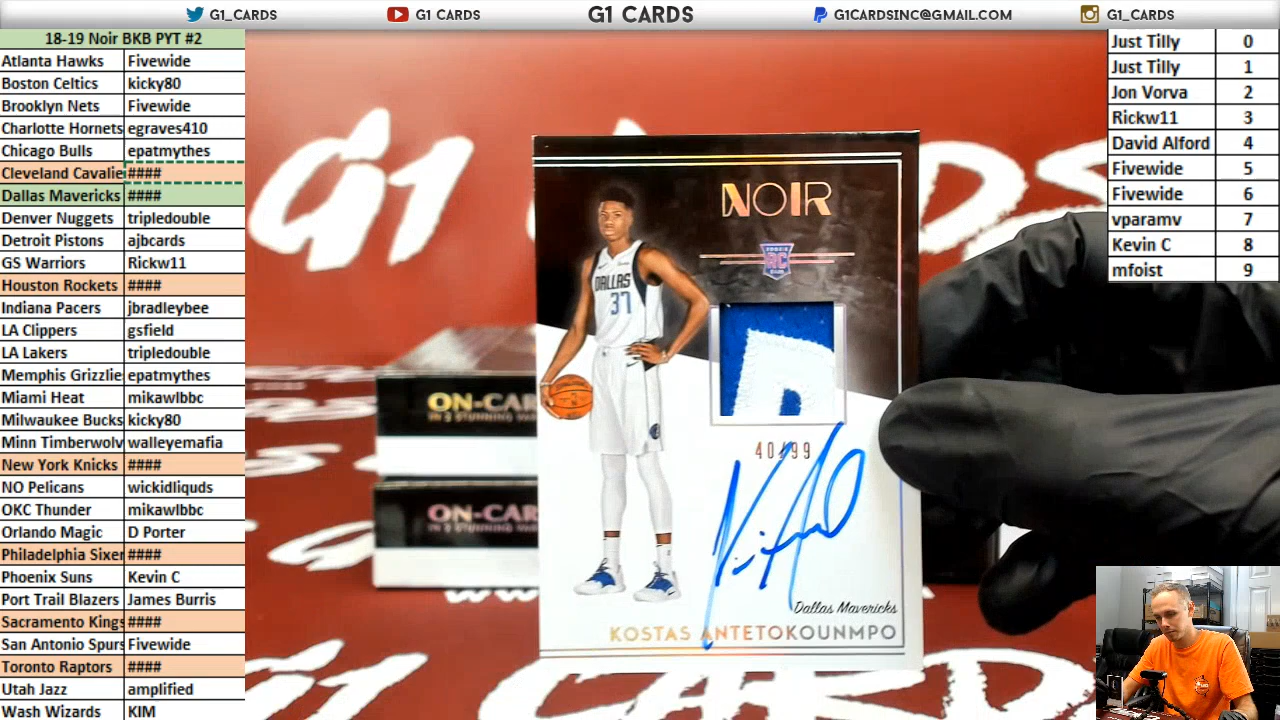 G1_CARDS
G1 CARDS
G1 CARDS
G1CARDSINC@GMAIL.COM
G1_CARDS
18-19 Noir BKB PYT #2
Atlanta Hawks Fivewide
Boston Celtics kicky80
Brooklyn Nets Fivewide
Charlotte Hornets egraves410
Chicago Bulls epatmythes
Cleveland Cavalie ####
Dallas Mavericks ####
Denver Nuggets tripledouble
Detroit Pistons ajbcards
GS Warriors Rickw11
Houston Rockets ####
Indiana Pacers jbradleybee
LA Clippers gsfield
LA Lakers tripledouble
Memphis Grizzlie epatmythes
Miami Heat mikawlbbc
Milwaukee Bucks kicky80
Minn Timberwolv walleyemafia
New York Knicks ####
NO Pelicans wickidliquds
OKC Thunder mikawlbbc
Orlando Magic D Porter
Philadelphia Sixer ####
Phoenix Suns Kevin C
Port Trail Blazers James Burris
Sacramento Kings ####
San Antonio Spurs Fivewide
Toronto Raptors ####
Utah Jazz amplified
Wash Wizards KIM
Just Tilly 0
Just Tilly 1
Jon Vorva 2
Rickw11 3
David Alford 4
Fivewide 5
Fivewide 6
vparamv 7
Kevin C 8
mfoist 9
G1 CARDS
NOIR
RC
DALLAS
37
40/99
Dallas Mavericks
KOSTAS ANTETOKOUNMPO
ON-CAR
ON-CAR
G1 CARDS